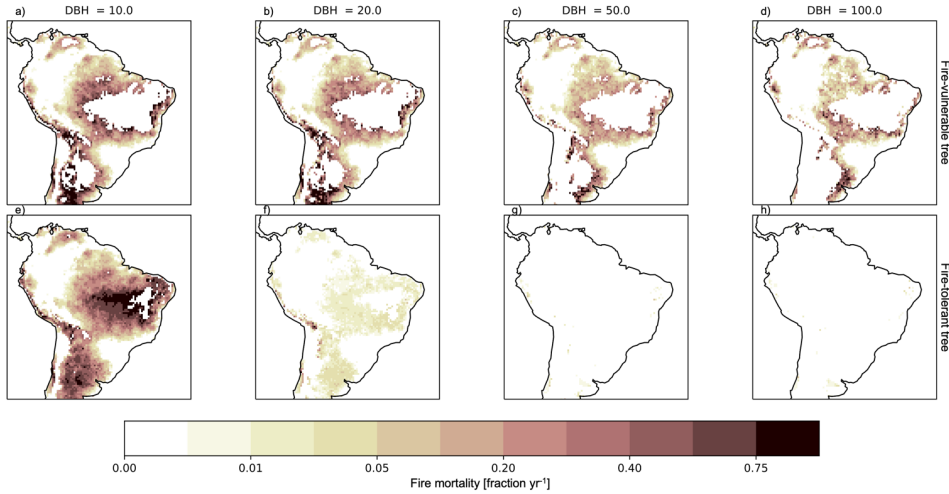 a) DBH = 10.0
b) DBH = 20.0
c) DBH = 50.0
d) DBH = 100.0
Fire-vulnerable tree
e)
f)
g)
h)
Fire-tolerant tree
0.00 0.01 0.05 0.20 0.40 0.75
Fire mortality [fraction yr⁻¹]